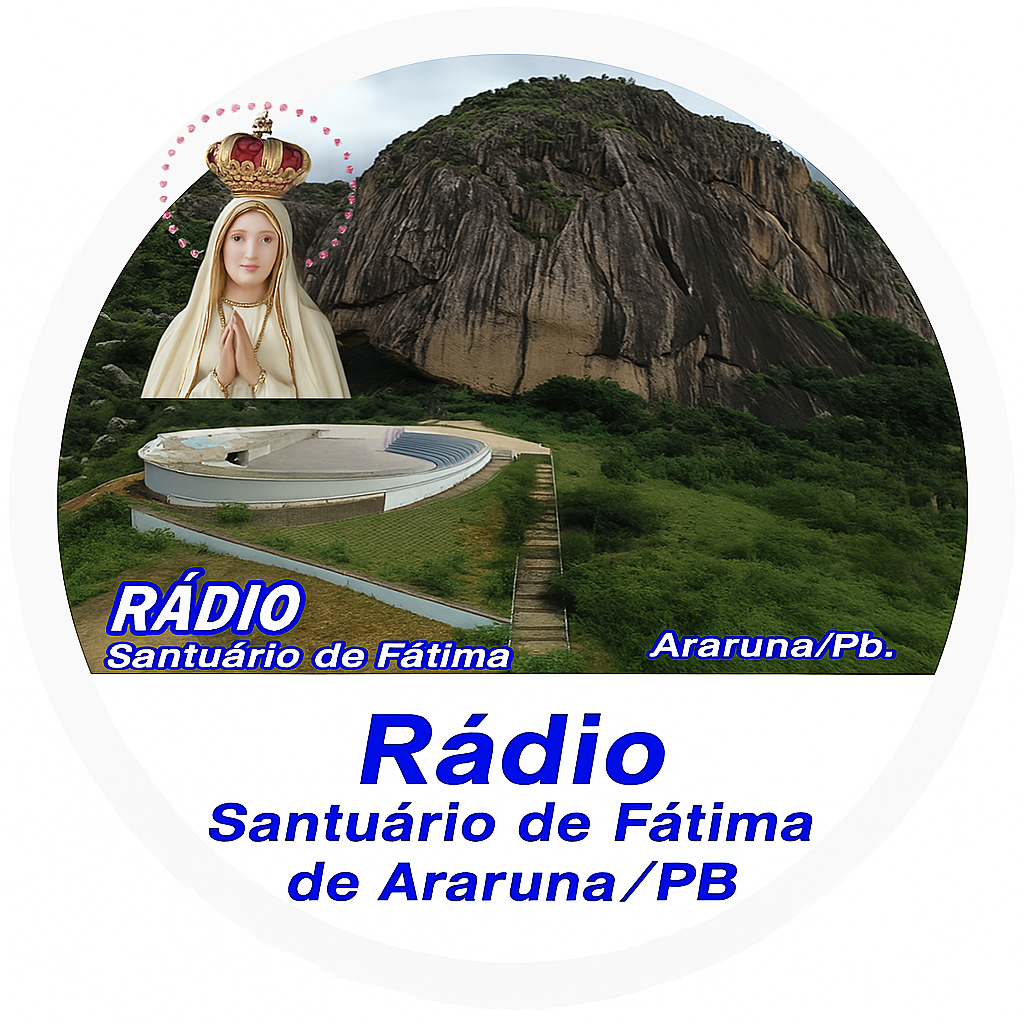 RÁDIO
Santuário de Fátima
Araruna/Pb.
Rádio
Santuário de Fátima
de Araruna/PB